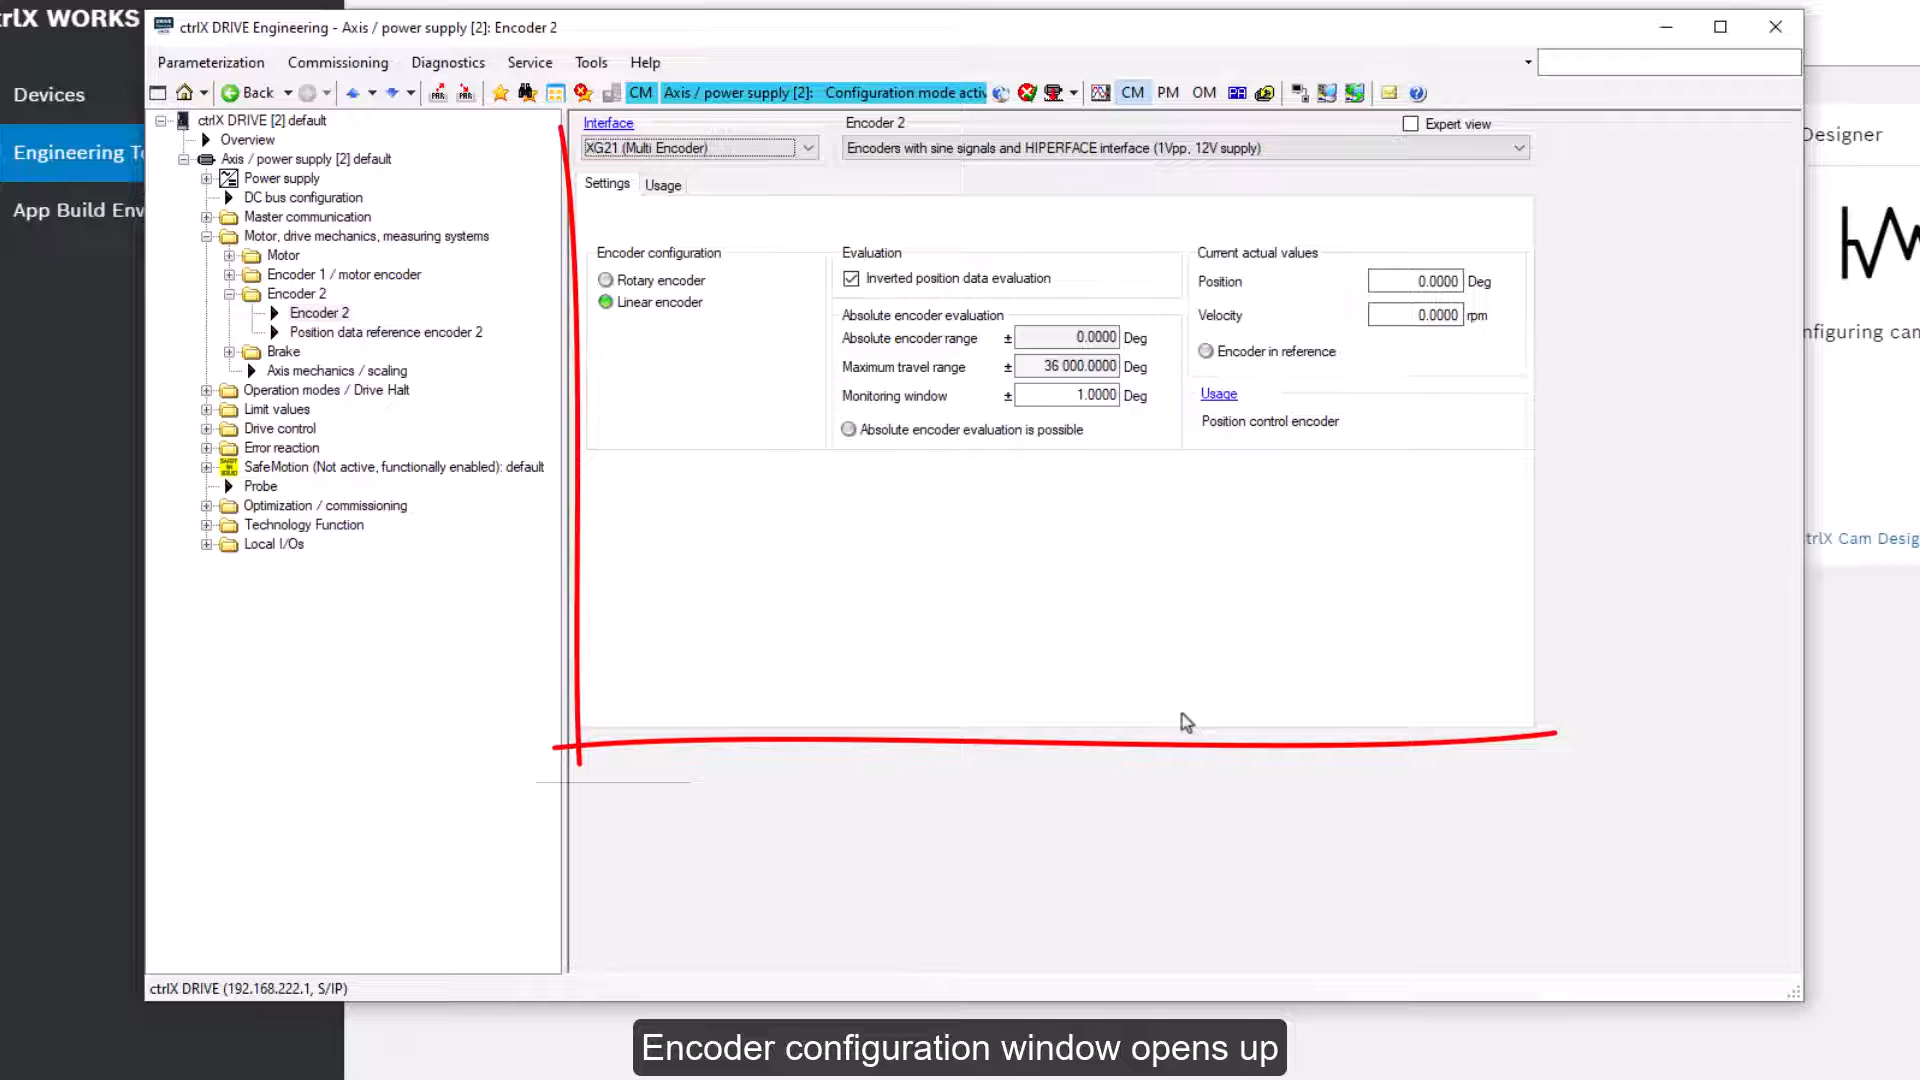 trlX WORKS
Devices
Engineering To
App Build Env
ctrlX DRIVE Engineering - Axis / power supply [2]: Encoder 2
Parameterization Commissioning Diagnostics Service Tools Help
Back CM Axis / power supply [2]: Configuration mode activ CM PM OM
ctrlX DRIVE [2] default
Overview
Axis / power supply [2] default
Power supply
DC bus configuration
Master communication
Motor, drive mechanics, measuring systems
Motor
Encoder 1 / motor encoder
Encoder 2
Encoder 2
Position data reference encoder 2
Brake
Axis mechanics / scaling
Operation modes / Drive Halt
Limit values
Drive control
Error reaction
SafeMotion (Not active, functionally enabled): default
Probe
Optimization / commissioning
Technology Function
Local I/Os
Interface Encoder 2 Expert view
XG21 (Multi Encoder) Encoders with sine signals and HIPERFACE interface (1Vpp, 12V supply)
Settings Usage
Encoder configuration
Rotary encoder
Linear encoder
Evaluation
Inverted position data evaluation
Absolute encoder evaluation
Absolute encoder range ± 0.0000 Deg
Maximum travel range ± 36 000.0000 Deg
Monitoring window ± 1.0000 Deg
Absolute encoder evaluation is possible
Current actual values
Position 0.0000 Deg
Velocity 0.0000 rpm
Encoder in reference
Usage
Position control encoder
Designer
nfiguring can
trlX Cam Desig
ctrlX DRIVE (192.168.222.1, S/IP)
Encoder configuration window opens up